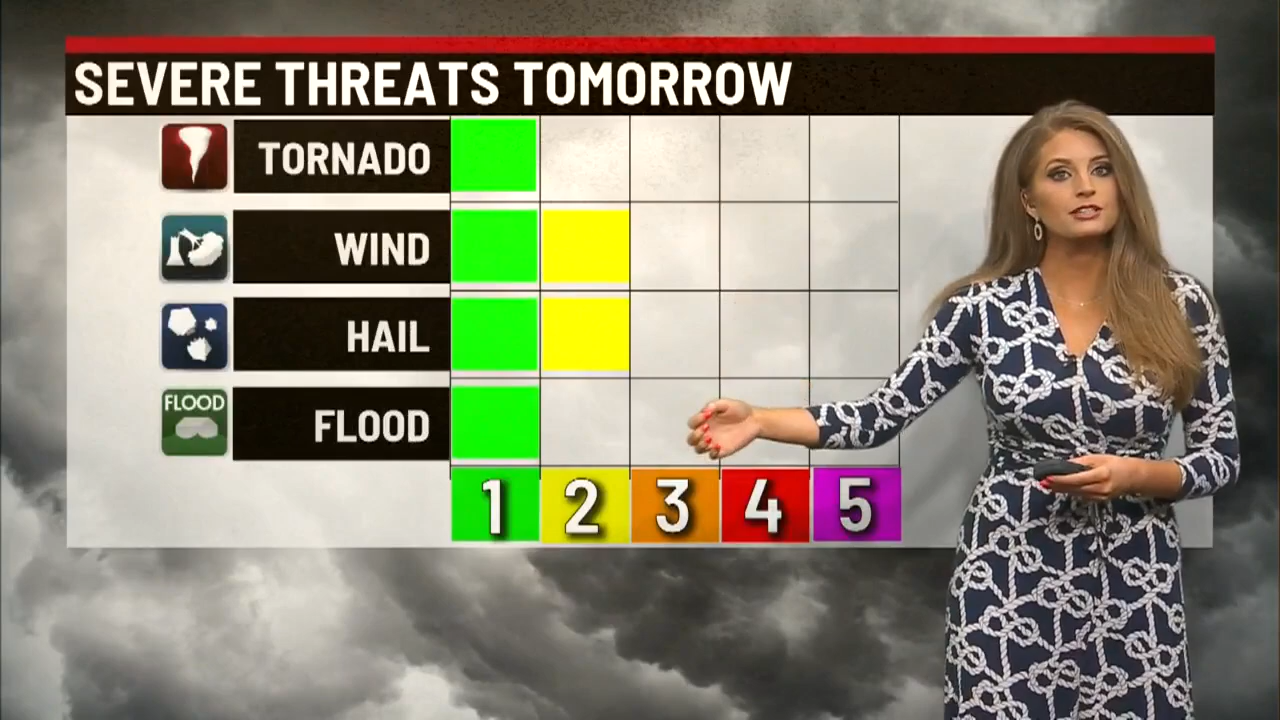 SEVERE THREATS TOMORROW
TORNADO
WIND
HAIL
FLOOD
FLOOD
1 2 3 4 5